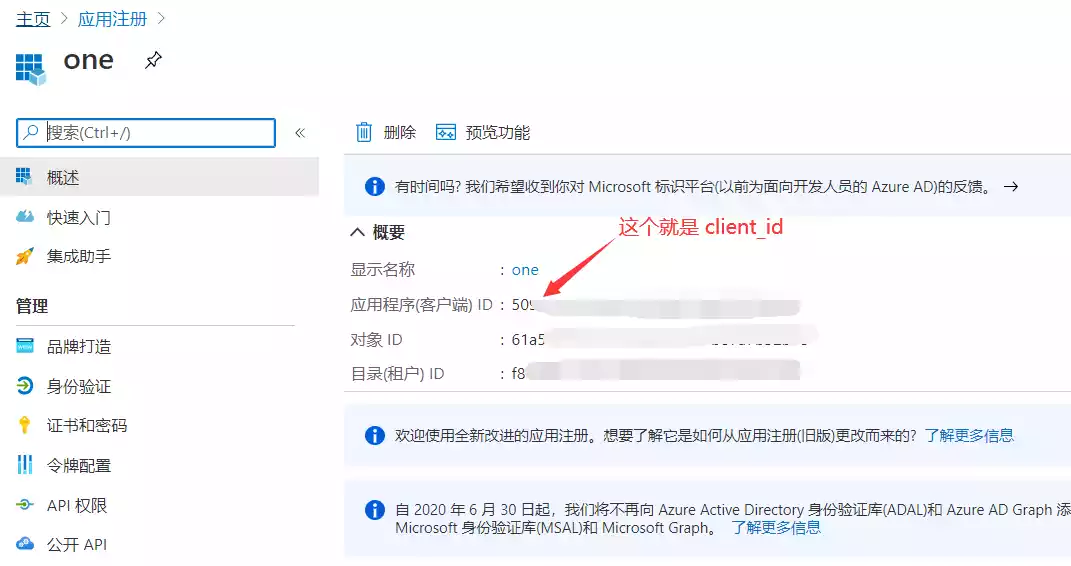 主页 > 应用注册 >
one
搜索(Ctrl+/)
«
删除
预览功能
概述
快速入门
集成助手
管理
品牌打造
身份验证
证书和密码
令牌配置
API 权限
公开 API
有时间吗? 我们希望收到你对 Microsoft 标识平台(以前为面向开发人员的 Azure AD)的反馈。 →
这个就是 client_id
概要
显示名称 : one
应用程序(客户端) ID : 509
对象 ID : 61a5
目录(租户) ID : f8
欢迎使用全新改进的应用注册。想要了解它是如何从应用注册(旧版)更改而来的? 了解更多信息
自 2020 年 6 月 30 日起，我们将不再向 Azure Active Directory 身份验证库(ADAL)和 Azure AD Graph 添
Microsoft 身份验证库(MSAL)和 Microsoft Graph。 了解更多信息